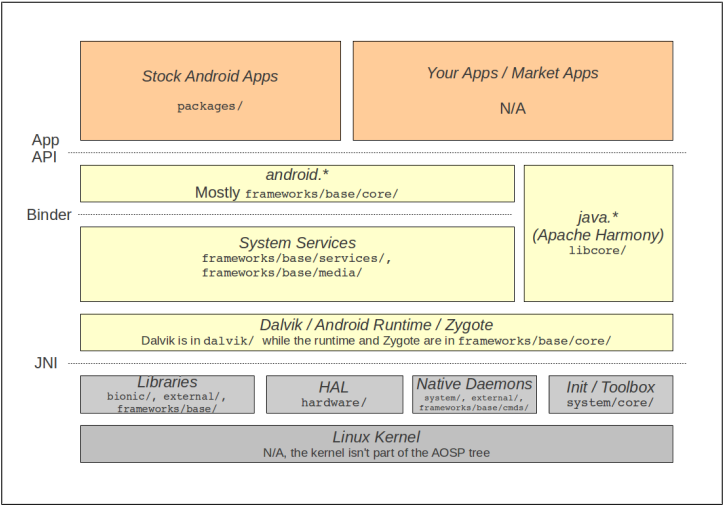 Stock Android Apps
packages/
Your Apps / Market Apps
N/A
App
API
android.*
Mostly frameworks/base/core/
Binder
System Services
frameworks/base/services/,
frameworks/base/media/
java.*
(Apache Harmony)
libcore/
Dalvik / Android Runtime / Zygote
Dalvik is in dalvik/ while the runtime and Zygote are in frameworks/base/core/
JNI
Libraries
bionic/, external/,
frameworks/base/
HAL
hardware/
Native Daemons
system/, external/,
frameworks/base/cmds/
Init / Toolbox
system/core/
Linux Kernel
N/A, the kernel isn't part of the AOSP tree